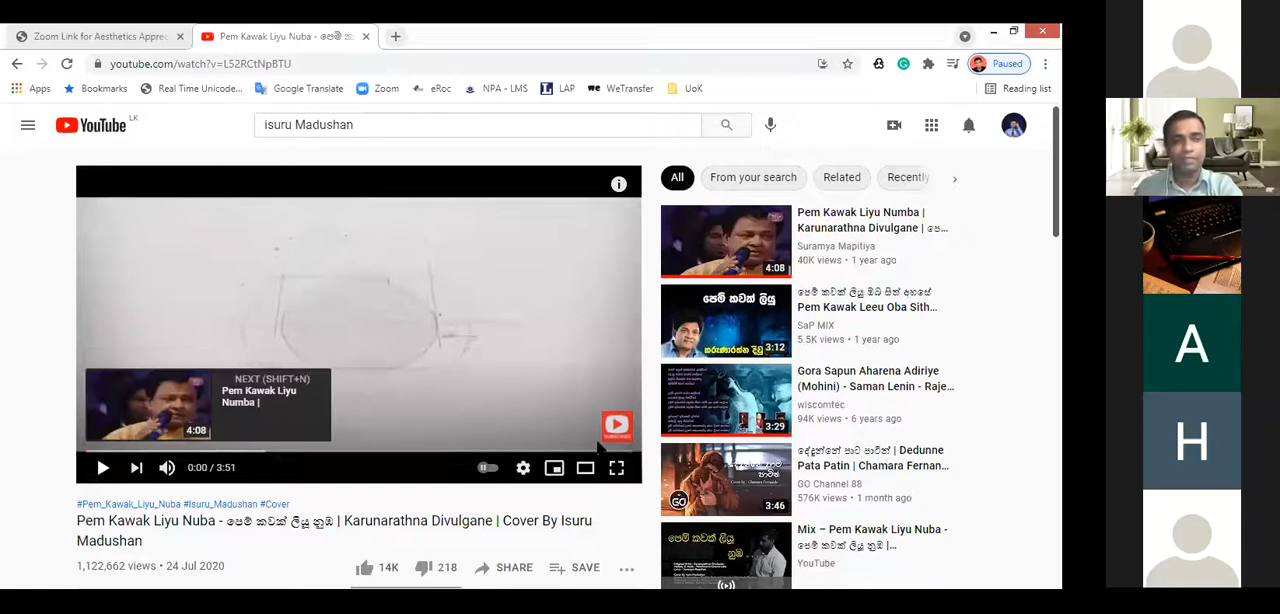 Zoom Link for Aesthetics Apprec
Pem Kawak Liyu Nuba - පෙම්
youtube.com/watch?v=L52RCtNpBTU
Paused
Apps
Bookmarks
Real Time Unicode...
Google Translate
Zoom
eRoc
NPA - LMS
LAP
WeTransfer
UoK
Reading list
YouTube LK
isuru Madushan
All
From your search
Related
Recently
NEXT (SHIFT+N)
Pem Kawak Liyu
Numba |
4:08
SUBSCRIBE
0:00 / 3:51
#Pem_Kawak_Liyu_Nuba #Isuru_Madushan #Cover
Pem Kawak Liyu Nuba - පෙම් කවක් ලියූ නුඹ | Karunarathna Divulgane | Cover By Isuru
Madushan
1,122,662 views • 24 Jul 2020
14K
218
SHARE
SAVE
4:08
Pem Kawak Liyu Numba |
Karunarathna Divulgane | පෙ...
Suramya Mapitiya
40K views • 1 year ago
පෙම් කවක් ලියූ
කරුණාරත්න දිවු
3:12
පෙම් කවක් ලියූ ඔබ සිත් අහසේ
Pem Kawak Leeu Oba Sith...
SaP MIX
5.5K views • 1 year ago
3:29
Gora Sapun Aharena Adiriye
(Mohini) - Saman Lenin - Raje...
wiscomtec
94K views • 6 years ago
GO
3:46
දේදුන්නේ පාට පාටින් | Dedunne
Pata Patin | Chamara Fernan...
GO Channel 88
576K views • 1 month ago
පෙම් කවක් ලියූ
නුඹ
Mix – Pem Kawak Liyu Nuba -
පෙම් කවක් ලියූ නුඹ |...
YouTube
A
H